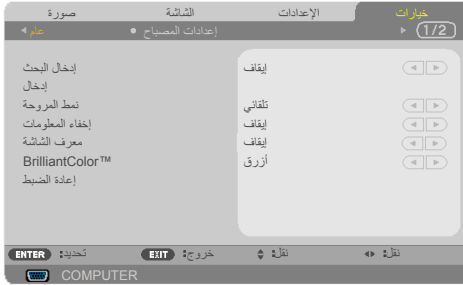 صورة الشاشة الإعدادات خيارات
عام إعدادات المصباح (1/2)
إدخال البحث إيقاف
إدخال
نمط المروحة تلقائي
إخفاء المعلومات إيقاف
معرف الشاشة إيقاف
BrilliantColor™ أزرق
إعادة الضبط
ENTER تحديد: EXIT خروج: نقل: نقل:
COMPUTER